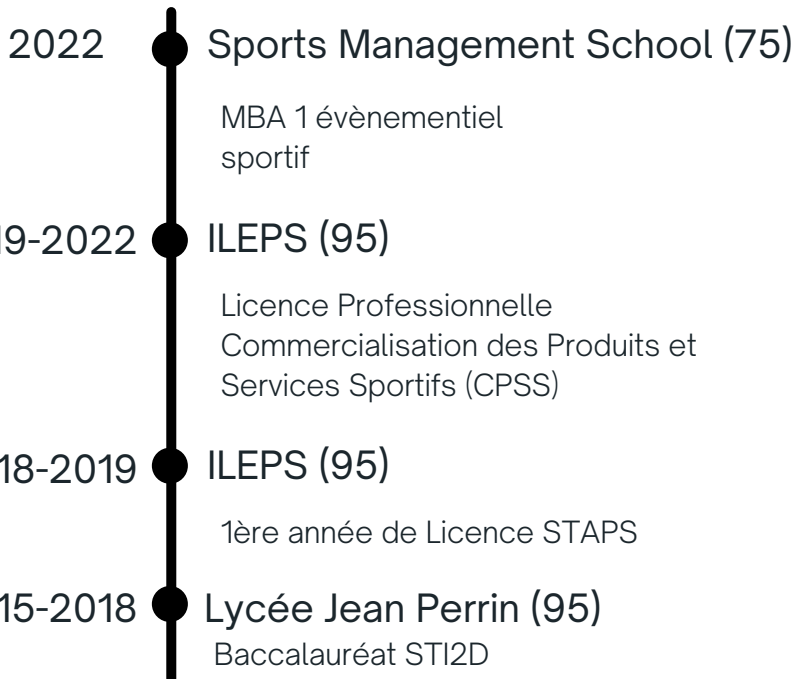 2022 Sports Management School (75)
MBA 1 évènementiel
sportif
19-2022 ILEPS (95)
Licence Professionnelle
Commercialisation des Produits et
Services Sportifs (CPSS)
18-2019 ILEPS (95)
1ère année de Licence STAPS
15-2018 Lycée Jean Perrin (95)
Baccalauréat STI2D